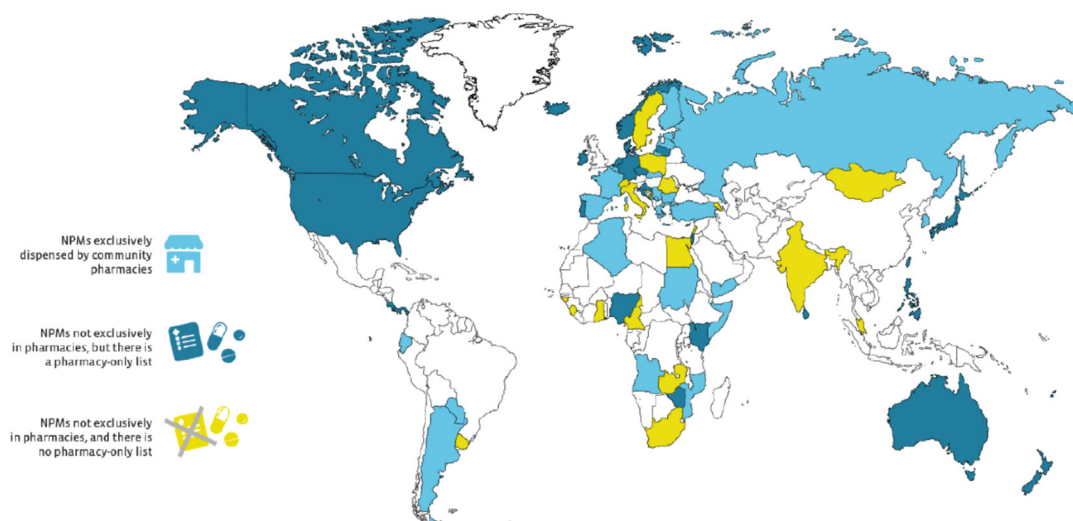 NPMs exclusively
dispensed by community
pharmacies
NPMs not exclusively
in pharmacies, but there is
a pharmacy-only list
NPMs not exclusively
in pharmacies, and there is
no pharmacy-only list